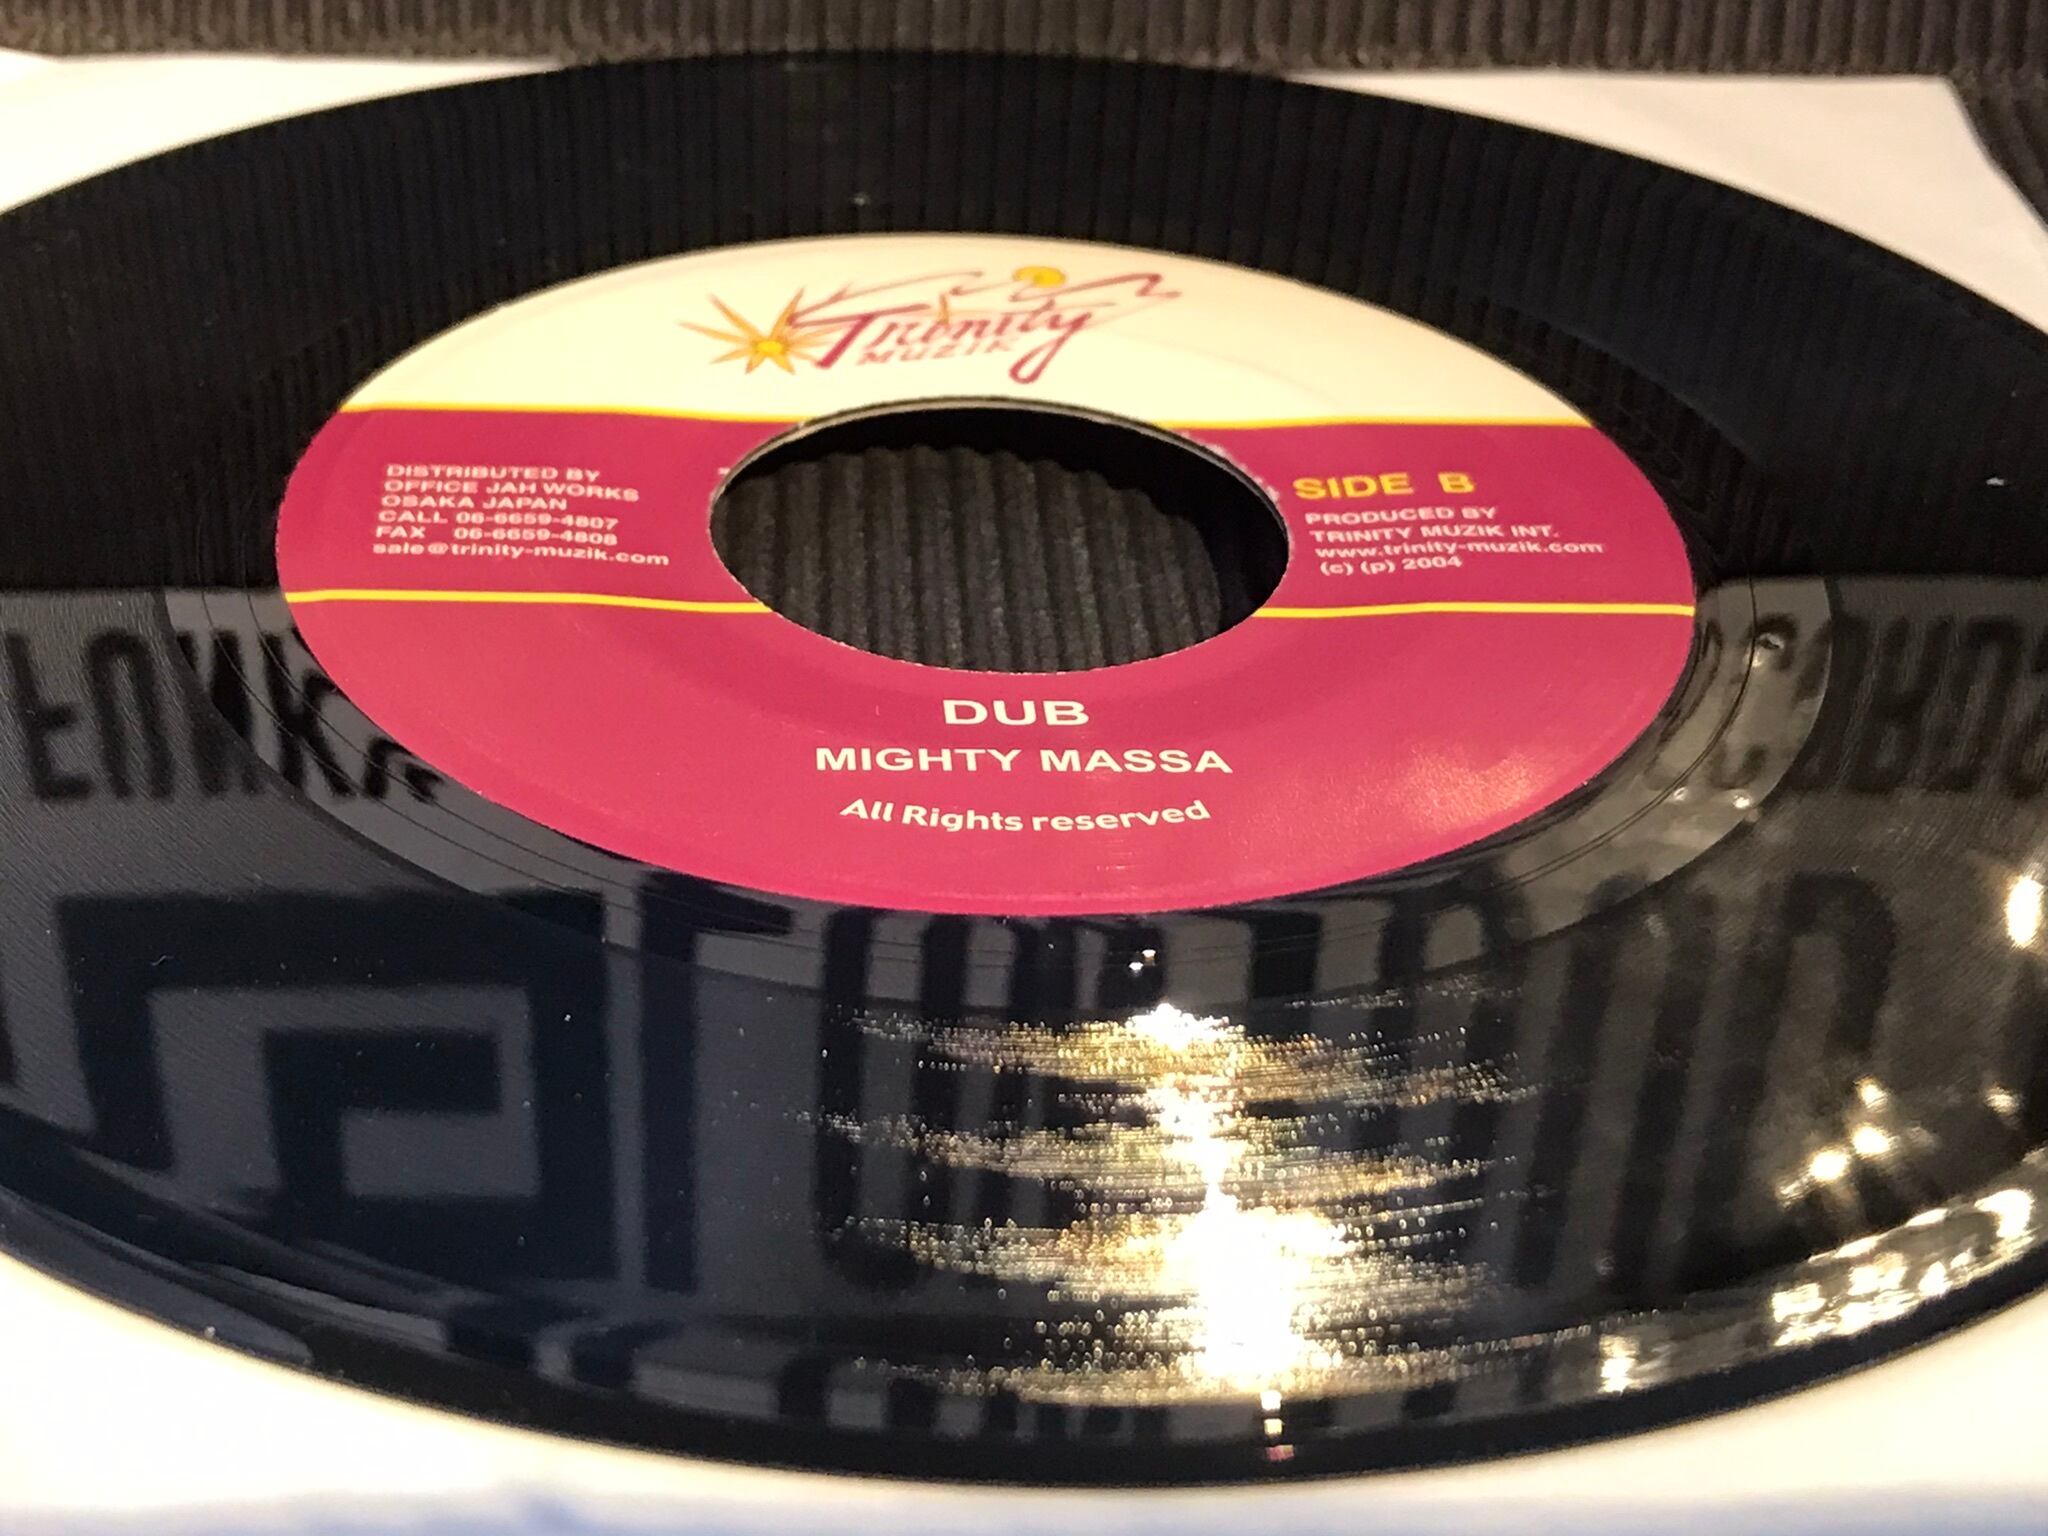 Trinity
MUZIK
DISTRIBUTED BY
OFFICE JAH WORKS
OSAKA JAPAN
CALL 06-6659-4807
FAX 06-6659-4808
sale@trinity-muzik.com
SIDE B
PRODUCED BY
TRINITY MUZIK INT.
www.trinity-muzik.com
(c) (p) 2004
DUB
MIGHTY MASSA
All Rights reserved